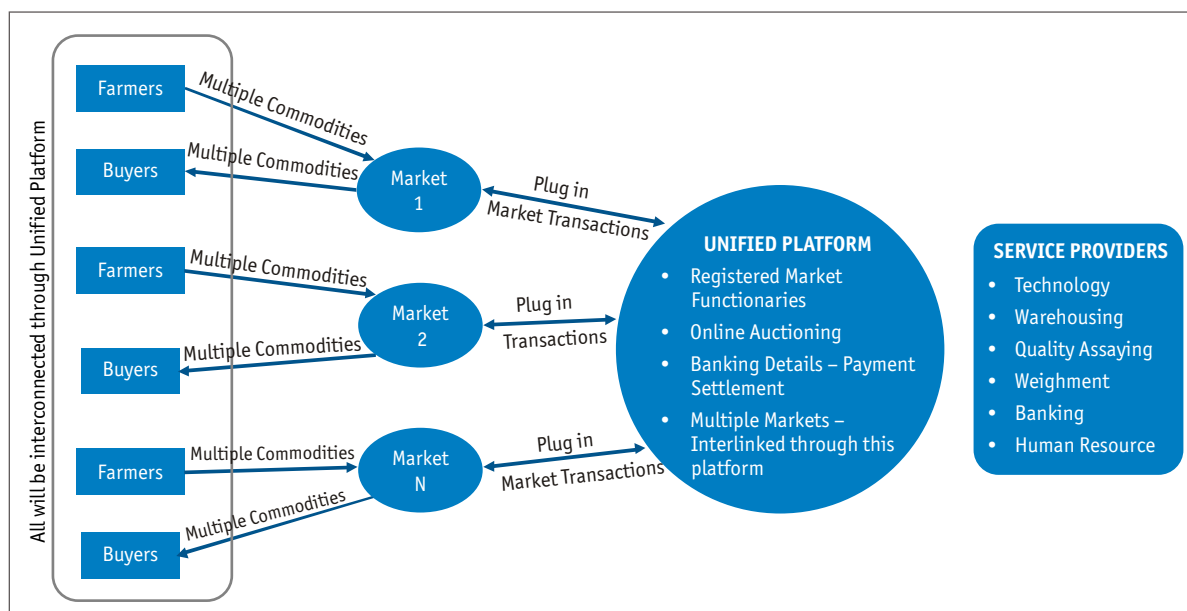 All will be interconnected through Unified Platform
Farmers
Multiple Commodities
Buyers
Multiple Commodities
Market
1
Plug in
Market Transactions
Farmers
Multiple Commodities
Buyers
Multiple Commodities
Market
2
Plug in
Transactions
Farmers
Multiple Commodities
Buyers
Multiple Commodities
Market
N
Plug in
Market Transactions
UNIFIED PLATFORM
• Registered Market
Functionaries
• Online Auctioning
• Banking Details – Payment
Settlement
• Multiple Markets –
Interlinked through this
platform
SERVICE PROVIDERS
• Technology
• Warehousing
• Quality Assaying
• Weighment
• Banking
• Human Resource